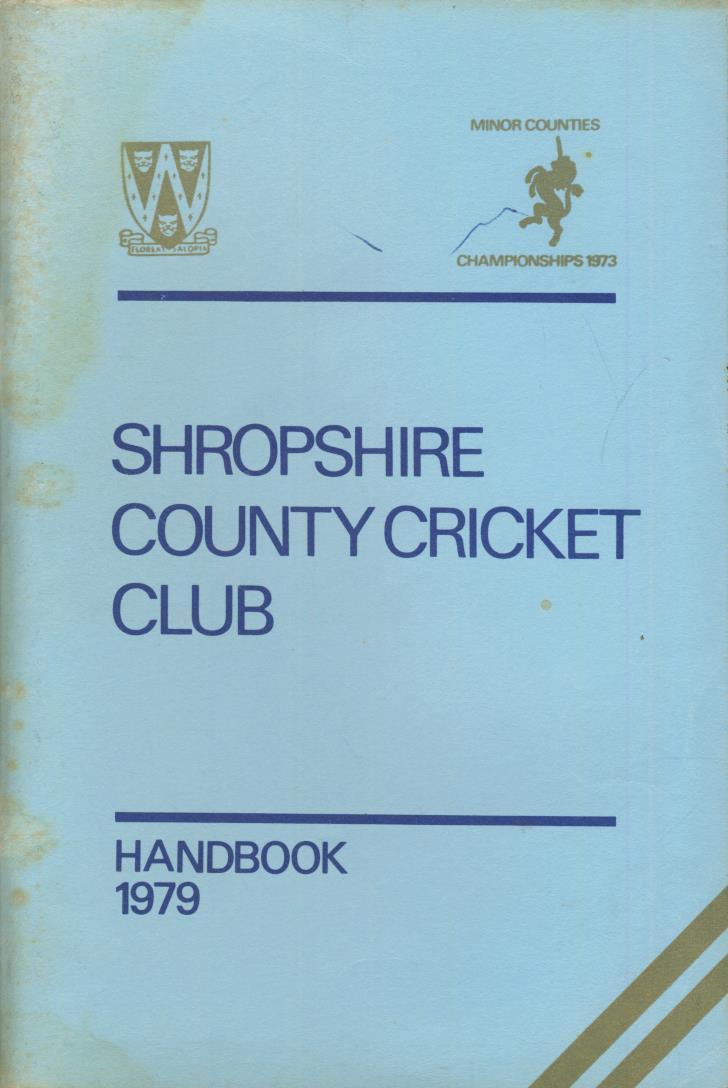 MINOR COUNTIES
FLOREAT SALOPIA
CHAMPIONSHIPS 1973
SHROPSHIRE
COUNTY CRICKET
CLUB
HANDBOOK
1979